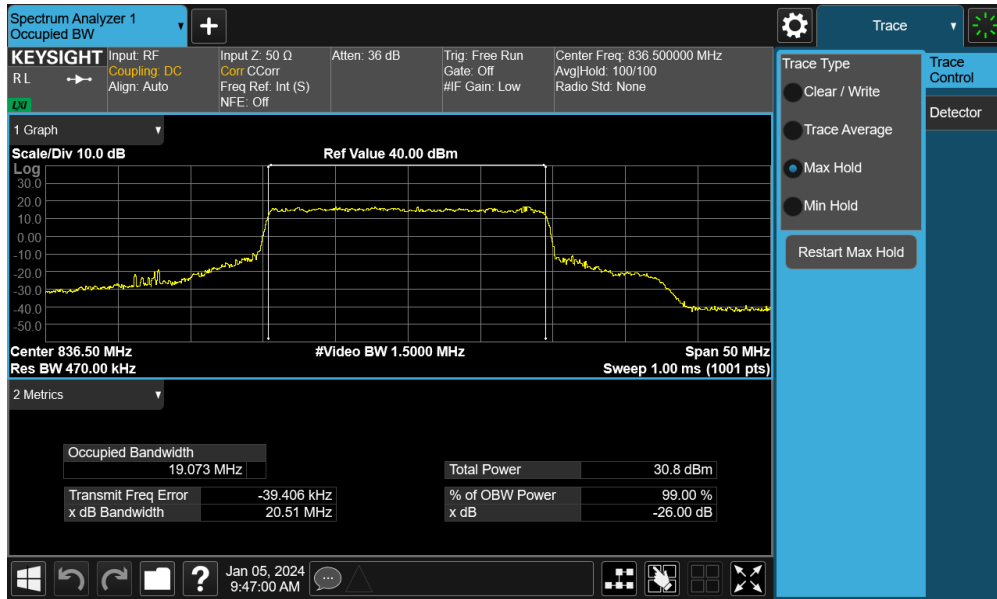 Spectrum Analyzer 1
Occupied BW
+
Trace
KEYSIGHT
R L
LXI
Input: RF
Coupling: DC
Align: Auto
Input Z: 50 Ω
Corr CCorr
Freq Ref: Int (S)
NFE: Off
Atten: 36 dB
Trig: Free Run
Gate: Off
#IF Gain: Low
Center Freq: 836.500000 MHz
Avg|Hold: 100/100
Radio Std: None
Trace Type
Clear / Write
Trace Average
Max Hold
Min Hold
Restart Max Hold
Trace
Control
Detector
1 Graph
Scale/Div 10.0 dB
Ref Value 40.00 dBm
Log
30.0
20.0
10.0
0.00
-10.0
-20.0
-30.0
-40.0
-50.0
Center 836.50 MHz
#Video BW 1.5000 MHz
Span 50 MHz
Res BW 470.00 kHz
Sweep 1.00 ms (1001 pts)
2 Metrics
Occupied Bandwidth
19.073 MHz
Total Power 30.8 dBm
Transmit Freq Error -39.406 kHz
% of OBW Power 99.00 %
x dB Bandwidth 20.51 MHz
x dB -26.00 dB
?
Jan 05, 2024
9:47:00 AM